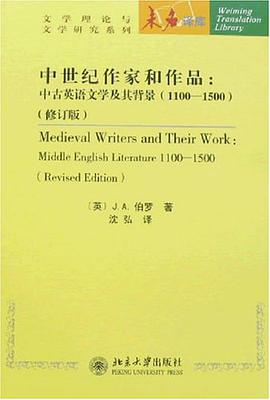 文学理论与
文学研究系列
未名译库
Weiming
Translation
Library
中世纪作家和作品：
中古英语文学及其背景（1100—1500）
（修订版）
Medieval Writers and Their Work:
Middle English Literature 1100—1500
(Revised Edition)
〔英〕J.A. 伯罗 著
沈弘 译
北京大学出版社
PEKING UNIVERSITY PRESS